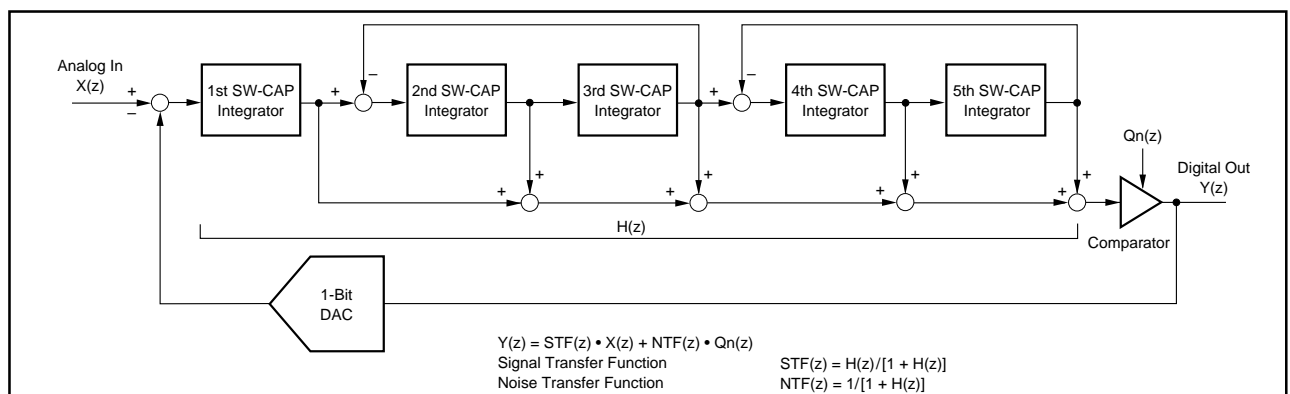 Analog In
X(z)
+
−
1st SW-CAP
Integrator
+
−
2nd SW-CAP
Integrator
3rd SW-CAP
Integrator
+
−
4th SW-CAP
Integrator
5th SW-CAP
Integrator
+
+
+
+
+
+
+
+
Qn(z)
Digital Out
Y(z)
Comparator
H(z)
1-Bit
DAC
Y(z) = STF(z) • X(z) + NTF(z) • Qn(z)
Signal Transfer Function STF(z) = H(z)/[1 + H(z)]
Noise Transfer Function NTF(z) = 1/[1 + H(z)]